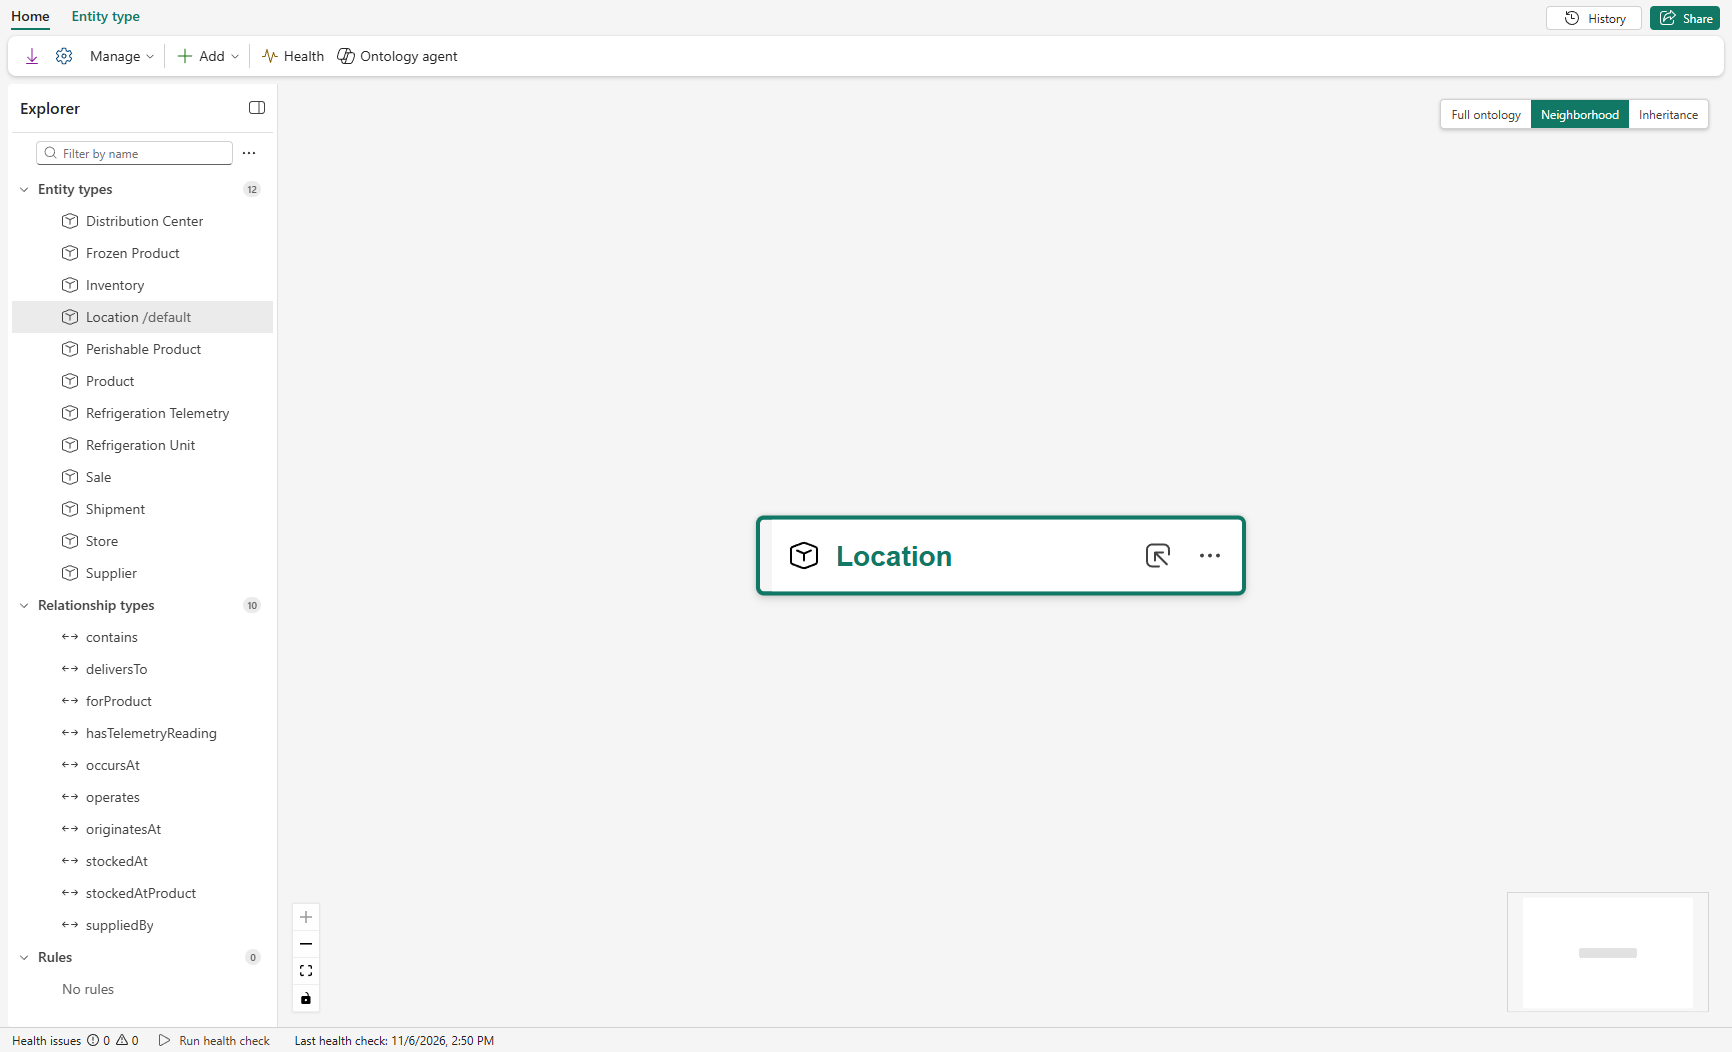 Home Entity type History Share
Manage Add Health Ontology agent
Explorer
Full ontology Neighborhood Inheritance
Filter by name
Entity types 12
Distribution Center
Frozen Product
Inventory
Location /default
Perishable Product
Product
Refrigeration Telemetry
Refrigeration Unit
Sale
Shipment
Store
Supplier
Location
Relationship types 10
contains
deliversTo
forProduct
hasTelemetryReading
occursAt
operates
originatesAt
stockedAt
stockedAtProduct
suppliedBy
Rules 0
No rules
Health issues 0 0 Run health check Last health check: 11/6/2026, 2:50 PM